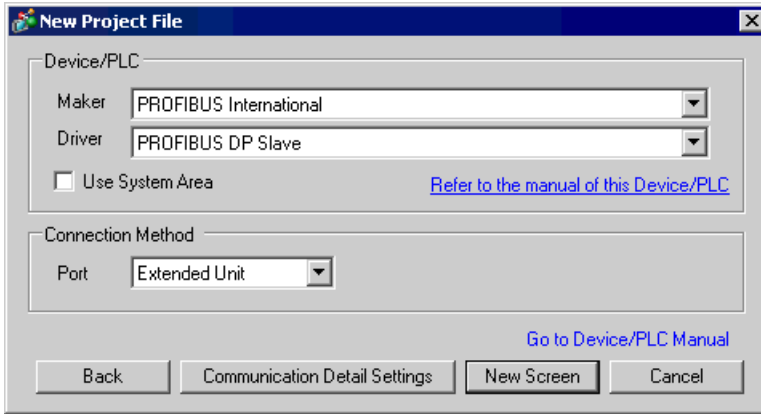 New Project File
Device/PLC
Maker PROFIBUS International
Driver PROFIBUS DP Slave
Use System Area Refer to the manual of this Device/PLC
Connection Method
Port Extended Unit
Go to Device/PLC Manual
Back Communication Detail Settings New Screen Cancel